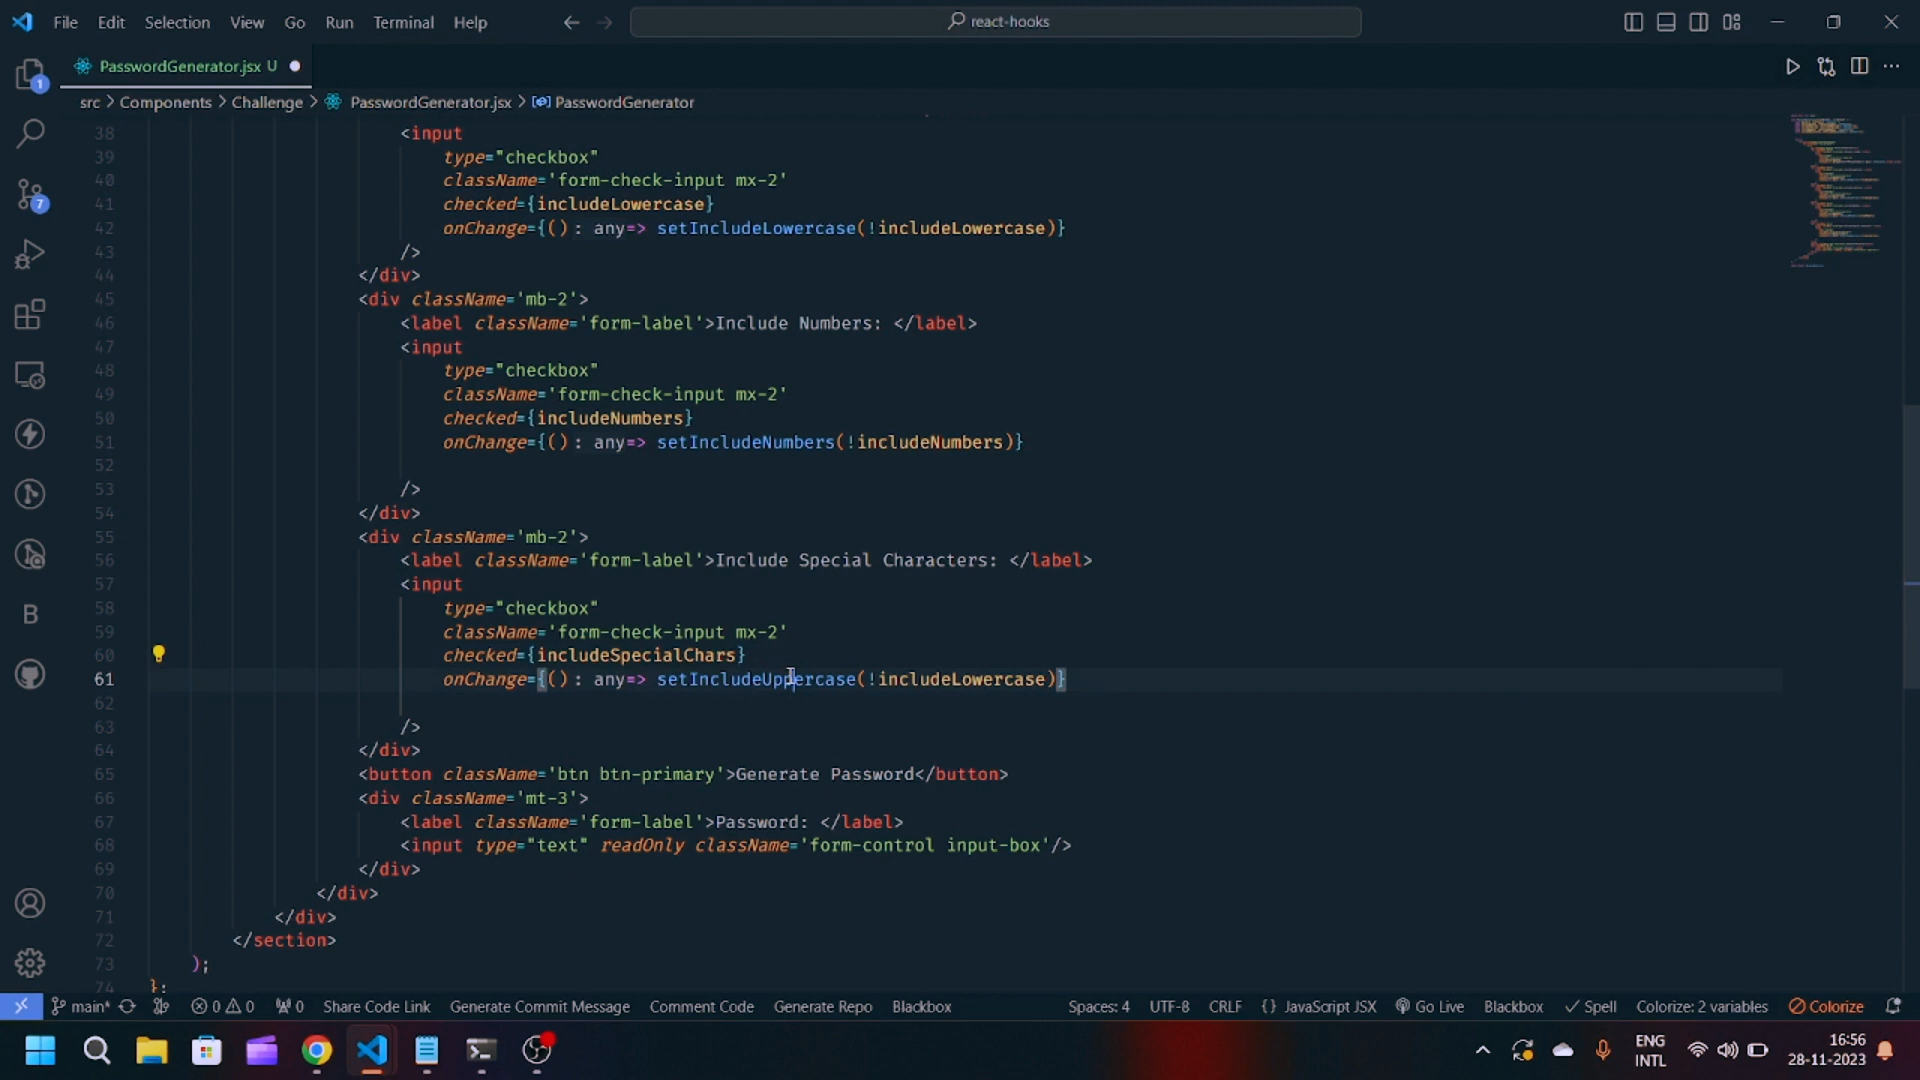 File Edit Selection View Go Run Terminal Help react-hooks
PasswordGenerator.jsx U
src > Components > Challenge > PasswordGenerator.jsx > PasswordGenerator
38 <input
39 type="checkbox"
40 className='form-check-input mx-2'
41 checked={includeLowercase}
42 onChange={(): any=> setIncludeLowercase(!includeLowercase)}
43 />
44 </div>
45 <div className='mb-2'>
46 <label className='form-label'>Include Numbers: </label>
47 <input
48 type="checkbox"
49 className='form-check-input mx-2'
50 checked={includeNumbers}
51 onChange={(): any=> setIncludeNumbers(!includeNumbers)}
52
53 />
54 </div>
55 <div className='mb-2'>
56 <label className='form-label'>Include Special Characters: </label>
57 <input
58 type="checkbox"
59 className='form-check-input mx-2'
60 checked={includeSpecialChars}
61 onChange={(): any=> setIncludeUppercase(!includeLowercase)}
62
63 />
64 </div>
65 <button className='btn btn-primary'>Generate Password</button>
66 <div className='mt-3'>
67 <label className='form-label'>Password: </label>
68 <input type="text" readOnly className='form-control input-box'/>
69 </div>
70 </div>
71 </div>
72 </section>
73 );
74 };
1
7
B
main* 0 0 0 Share Code Link Generate Commit Message Comment Code Generate Repo Blackbox Spaces: 4 UTF-8 CRLF {} JavaScript JSX Go Live Blackbox Spell Colorize: 2 variables Colorize
ENG
INTL
16:56
28-11-2023